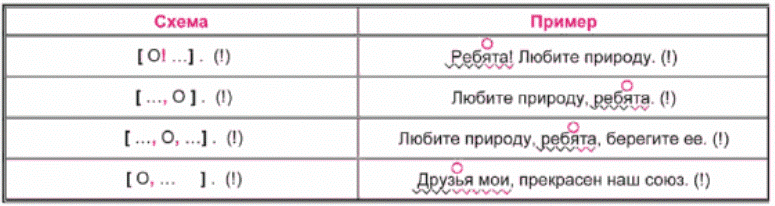 Схема Пример
[ О! ...] . (!) Ребята! Любите природу. (!)
[ ..., О ] . (!) Любите природу, ребята. (!)
[ ..., О, ...] . (!) Любите природу, ребята, берегите ее. (!)
[ О, ... ] . (!) Друзья мои, прекрасен наш союз. (!)